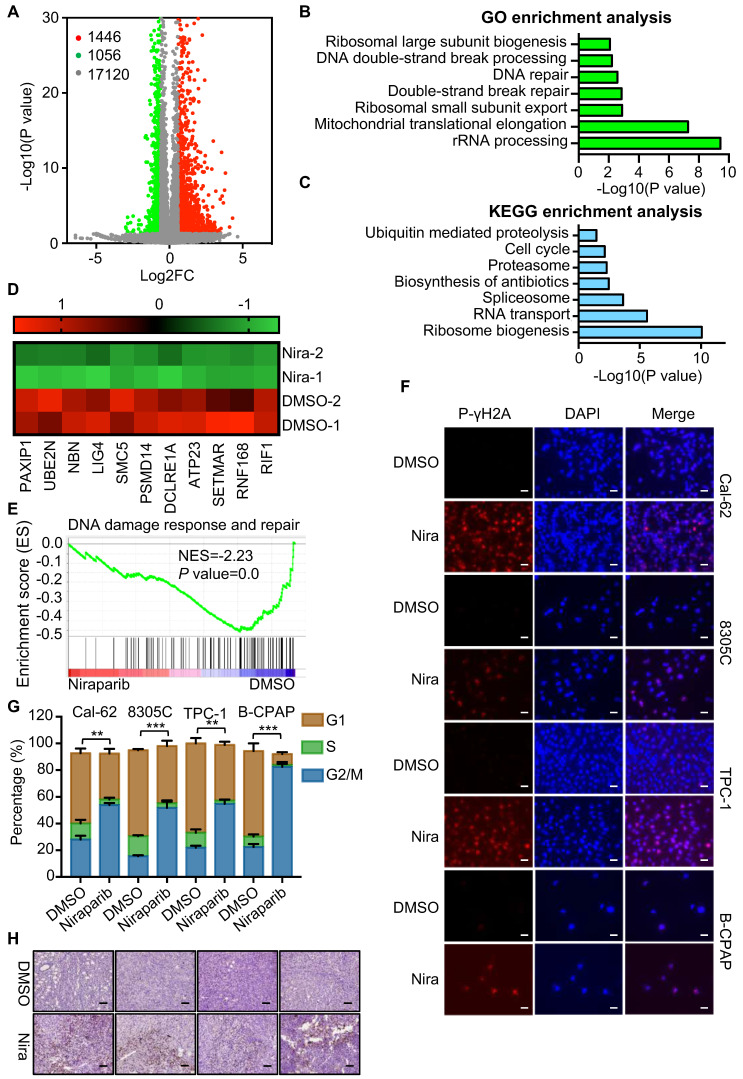 A
1446
1056
17120
30
20
10
0
-Log10(P value)
-5
0
5
Log2FC
B
GO enrichment analysis
Ribosomal large subunit biogenesis
DNA double-strand break processing
DNA repair
Double-strand break repair
Ribosomal small subunit export
Mitochondrial translational elongation
rRNA processing
0 2 4 6 8 10
-Log10(P value)
C
KEGG enrichment analysis
Ubiquitin mediated proteolysis
Cell cycle
Proteasome
Biosynthesis of antibiotics
Spliceosome
RNA transport
Ribosome biogenesis
0 5 10
-Log10(P value)
D
1 0 -1
Nira-2
Nira-1
DMSO-2
DMSO-1
PAXIP1
UBE2N
NBN
LIG4
SMC5
PSMD14
DCLRE1A
ATP23
SETMAR
RNF168
RIF1
E
DNA damage response and repair
Enrichment score (ES)
0.0
-0.1
-0.2
-0.3
-0.4
-0.5
NES=-2.23
P value=0.0
Niraparib DMSO
F
P-γH2A DAPI Merge
DMSO
Nira
Cal-62
DMSO
Nira
8305C
DMSO
Nira
TPC-1
DMSO
Nira
B-CPAP
G
Cal-62 8305C TPC-1 B-CPAP
** *** ** ***
G1
S
G2/M
Percentage (%)
120
100
80
60
40
20
0
DMSO
Niraparib
DMSO
Niraparib
DMSO
Niraparib
DMSO
Niraparib
H
DMSO
Nira